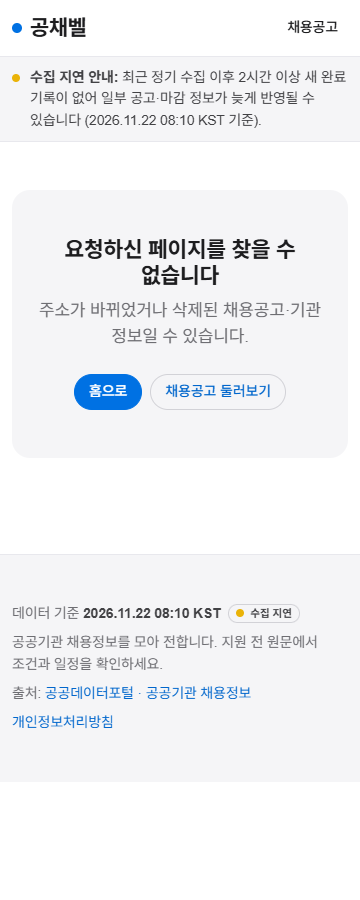 공채벨
채용공고
수집 지연 안내: 최근 정기 수집 이후 2시간 이상 새 완료
기록이 없어 일부 공고·마감 정보가 늦게 반영될 수
있습니다 (2026.11.22 08:10 KST 기준).
요청하신 페이지를 찾을 수
없습니다
주소가 바뀌었거나 삭제된 채용공고·기관
정보일 수 있습니다.
홈으로
채용공고 둘러보기
데이터 기준 2026.11.22 08:10 KST 수집 지연
공공기관 채용정보를 모아 전합니다. 지원 전 원문에서
조건과 일정을 확인하세요.
출처: 공공데이터포털 · 공공기관 채용정보
개인정보처리방침